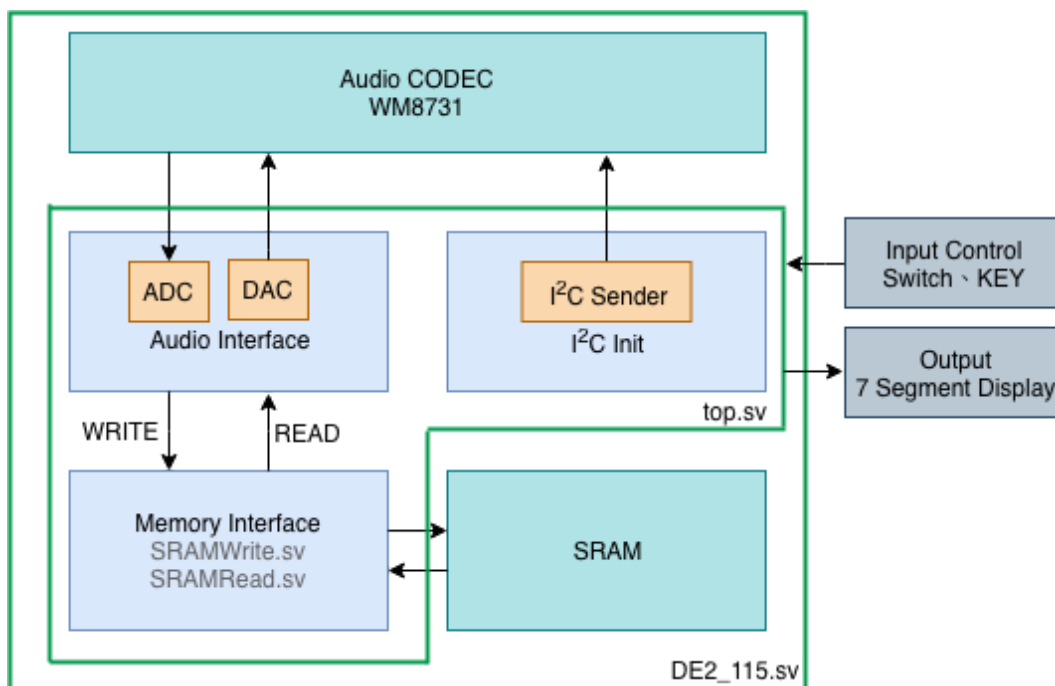 Audio CODEC
WM8731
ADC
DAC
Audio Interface
I²C Sender
I²C Init
Input Control
Switch、KEY
Output
7 Segment Display
top.sv
WRITE
READ
Memory Interface
SRAMWrite.sv
SRAMRead.sv
SRAM
DE2_115.sv